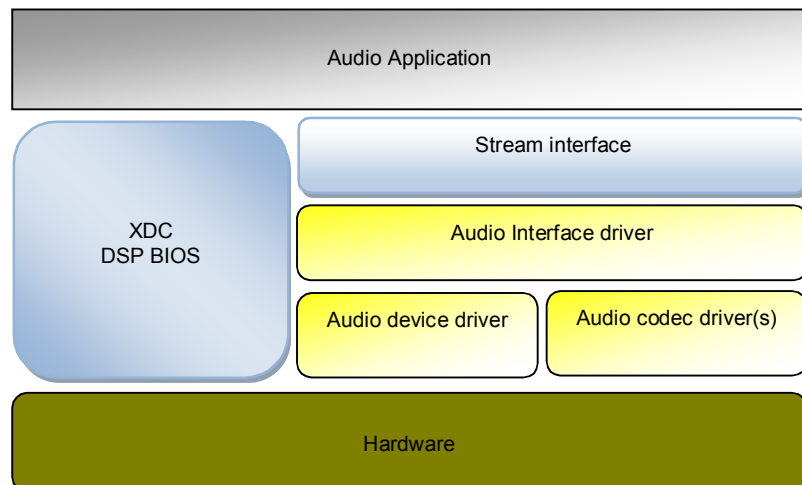 Audio Application
Stream interface
XDC
DSP BIOS
Audio Interface driver
Audio device driver
Audio codec driver(s)
Hardware